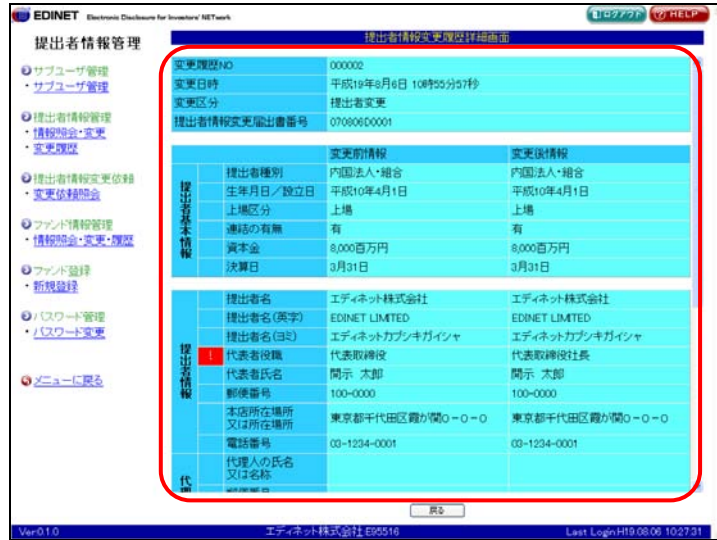 EDINET Electronic Disclosure for Investors' NETwork
ログアウト HELP
提出者情報管理
提出者情報変更履歴詳細画面
サブユーザ管理
・サブユーザ管理
提出者情報管理
・情報照会・変更
・変更履歴
提出者情報変更依頼
・変更依頼照会
ファンド情報管理
・情報照会・変更・履歴
ファンド登録
・新規登録
パスワード管理
・パスワード変更
メニューに戻る
変更履歴NO 000002
変更日時 平成19年8月6日 10時55分57秒
変更区分 提出者変更
提出者情報変更届出書番号 070806D0001
変更前情報 変更後情報
提出者基本情報
提出者種別 内国法人・組合 内国法人・組合
生年月日／設立日 平成10年4月1日 平成10年4月1日
上場区分 上場 上場
連結の有無 有 有
資本金 8,000百万円 8,000百万円
決算日 3月31日 3月31日
提出者情報
提出者名 エディネット株式会社 エディネット株式会社
提出者名(英字) EDINET LIMTED EDINET LIMTED
提出者名(ヨミ) エディネットカブシキガイシャ エディネットカブシキガイシャ
! 代表者役職 代表取締役 代表取締役社長
代表者氏名 開示 太郎 開示 太郎
郵便番号 100-0000 100-0000
本店所在場所
又は所在場所 東京都千代田区霞が関0－0－0 東京都千代田区霞が関0－0－0
電話番号 03-1234-0001 03-1234-0001
代理
代理人の氏名
又は名称
戻る
Ver.0.1.0 エディネット株式会社 E95516 Last Login H19.08.06 10:27:31